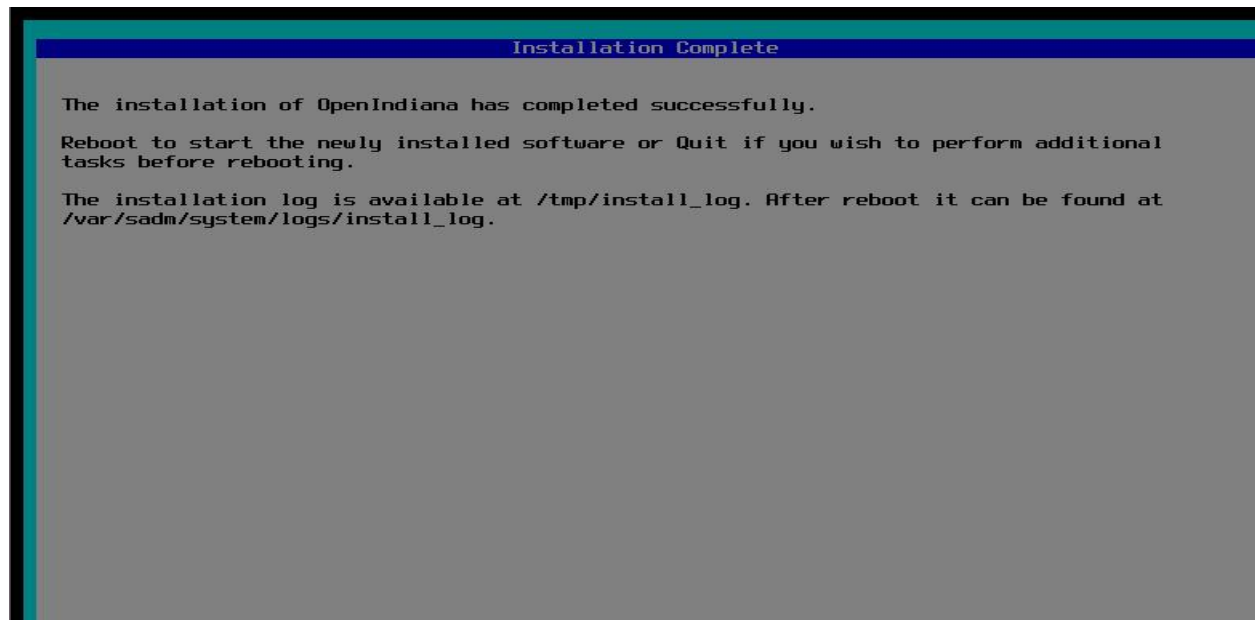 Installation Complete
The installation of OpenIndiana has completed successfully.
Reboot to start the newly installed software or Quit if you wish to perform additional
tasks before rebooting.
The installation log is available at /tmp/install_log. After reboot it can be found at
/var/sadm/system/logs/install_log.